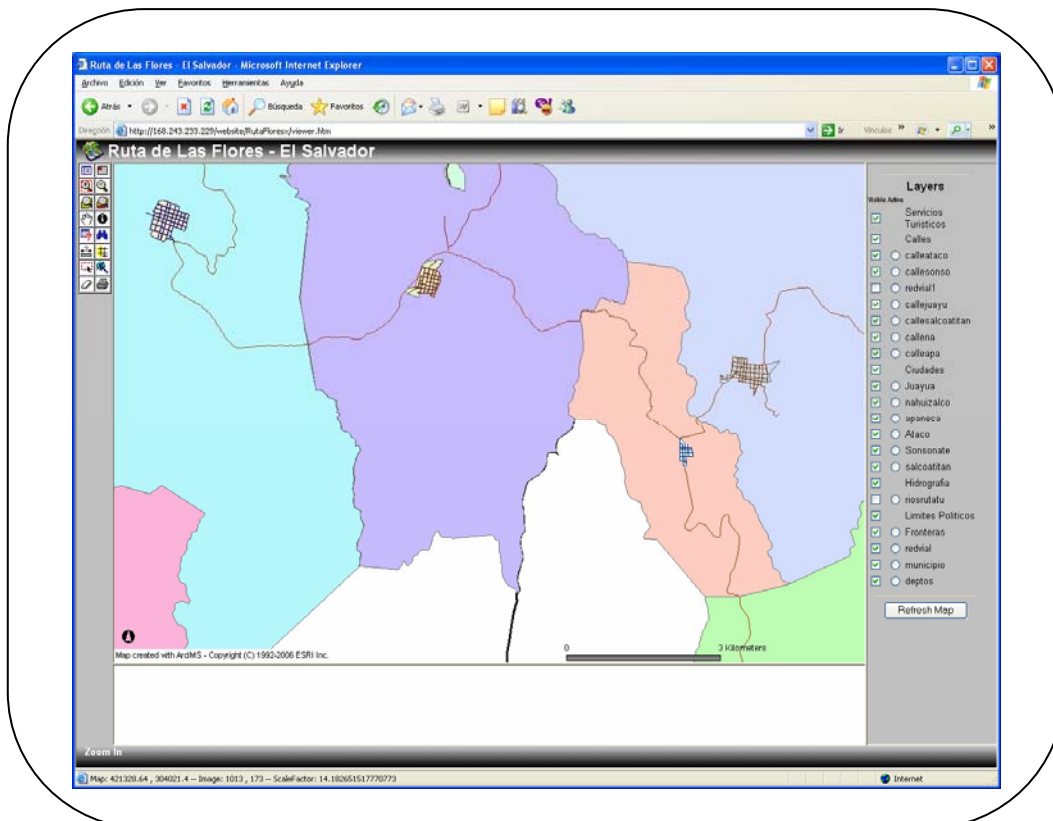 Ruta de Las Flores - El Salvador - Microsoft Internet Explorer
Archivo Edición Ver Favoritos Herramientas Ayuda
Atrás Búsqueda Favoritos
Dirección http://168.243.233.229/website/RutaFloresx/viewer.htm Ir Vínculos »
Ruta de Las Flores - El Salvador
Layers
Visible Active
Servicios
Turisticos
Calles
calleataco
callesonso
redvial1
callejuayu
callesalcoatitan
callena
calleapa
Ciudades
Juayua
nahuizalco
apaneca
Ataco
Sonsonate
salcoatitan
Hidrografia
riosrutatu
Limites Politicos
Fronteras
redvial
municipio
deptos
Refresh Map
0 3 Kilometers
Map created with ArcIMS - Copyright (C) 1992-2006 ESRI Inc.
Zoom In
Map: 421328.64 , 304021.4 -- Image: 1013 , 173 -- ScaleFactor: 14.182651517770773
Internet